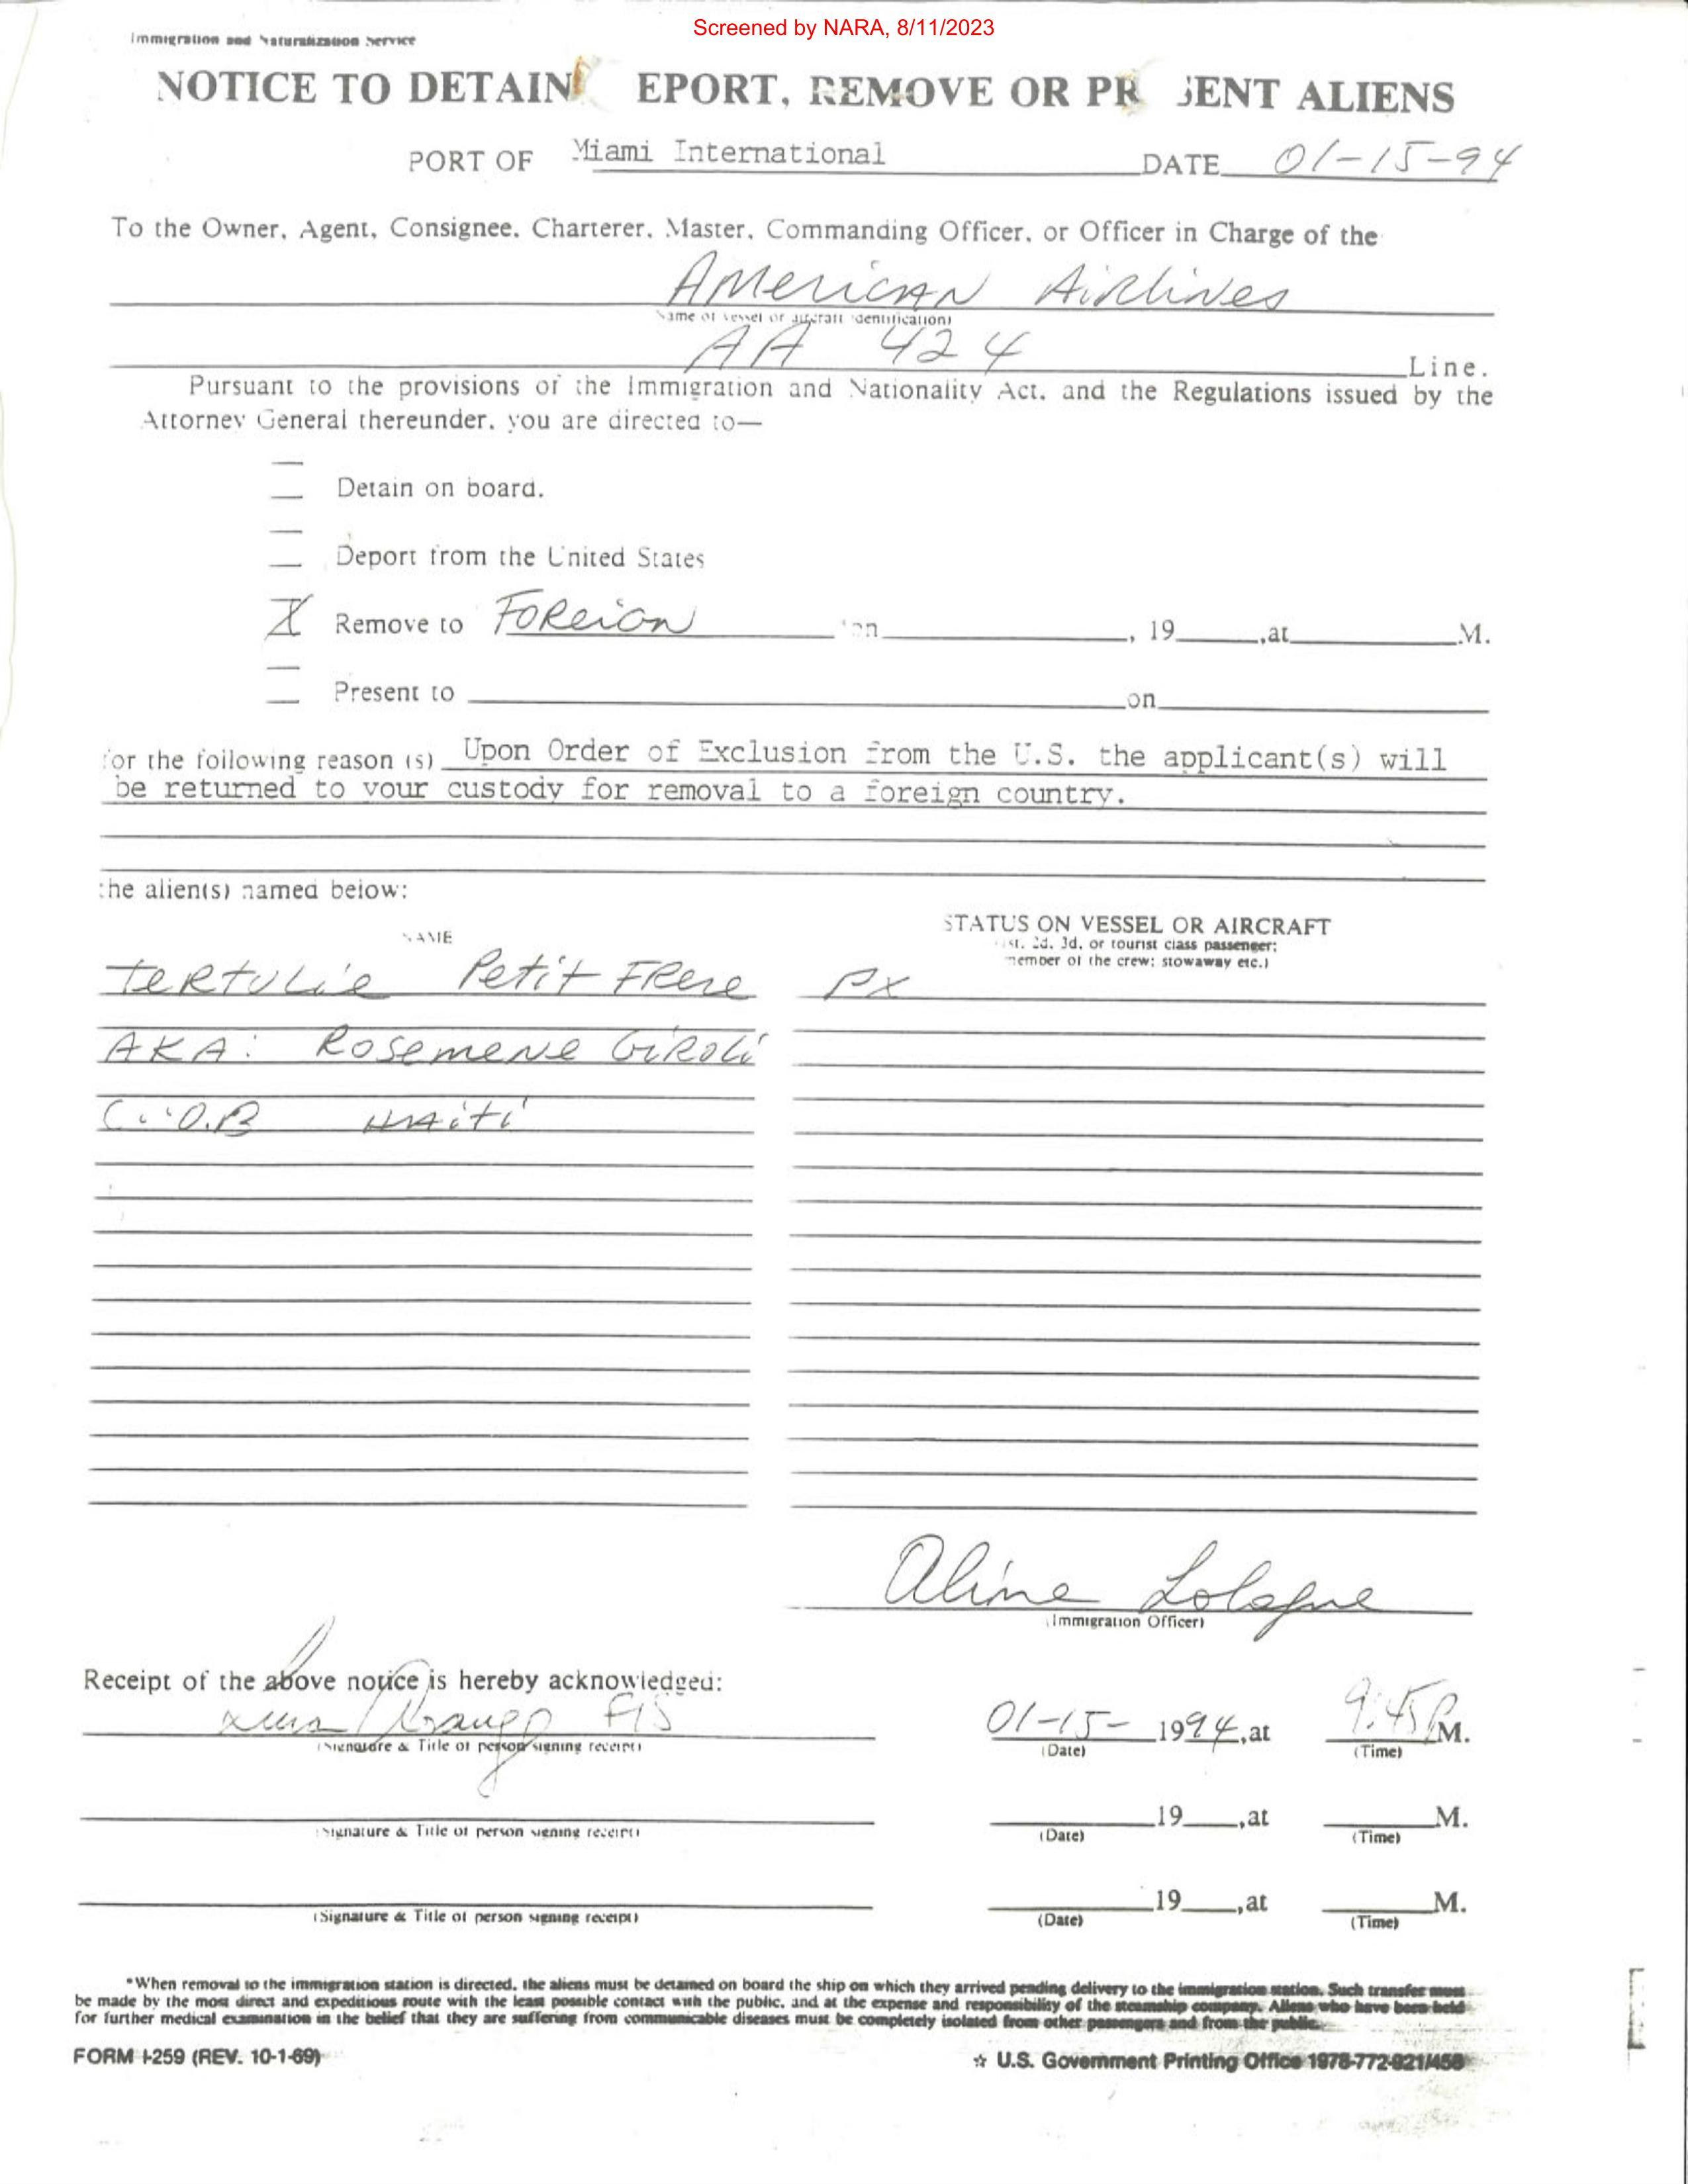 Screened by NARA, 8/11/2023
Immigration and Naturalization Service
NOTICE TO DETAIN EPORT, REMOVE OR PR SENT ALIENS
PORT OF Miami International DATE 01-15-94
To the Owner, Agent, Consignee, Charterer, Master, Commanding Officer, or Officer in Charge of the
American Airlines
(Name of vessel or aircraft identification)
AA 424 Line.
Pursuant to the provisions of the Immigration and Nationality Act, and the Regulations issued by the
Attorney General thereunder, you are directed to—
Detain on board.
Deport from the United States
X Remove to Foreion *on , 19 , at M.
Present to on
for the following reason (s) Upon Order of Exclusion from the U.S. the applicant(s) will
be returned to your custody for removal to a foreign country.
the alien(s) named below:
NAME
STATUS ON VESSEL OR AIRCRAFT
(1st, 2d, 3d, or tourist class passenger;
member of the crew; stowaway etc.)
Tertulie Petit Frere PX
AKA: Rosemene Giroli
C.O.B Haiti
Aline
(Immigration Officer)
Receipt of the above notice is hereby acknowledged:
01-15- 1994, at 9:45 PM.
(Signature & Title of person signing receipt) (Date) (Time)
19 , at M.
(Signature & Title of person signing receipt) (Date) (Time)
19 , at M.
(Signature & Title of person signing receipt) (Date) (Time)
*When removal to the immigration station is directed, the aliens must be detained on board the ship on which they arrived pending delivery to the immigration station. Such transfer must
be made by the most direct and expeditious route with the least possible contact with the public, and at the expense and responsibility of the steamship company. Aliens who have been held
for further medical examination in the belief that they are suffering from communicable diseases must be completely isolated from other passengers and from the public.
FORM I-259 (REV. 10-1-69) ☆ U.S. Government Printing Office 1978-772-921/456